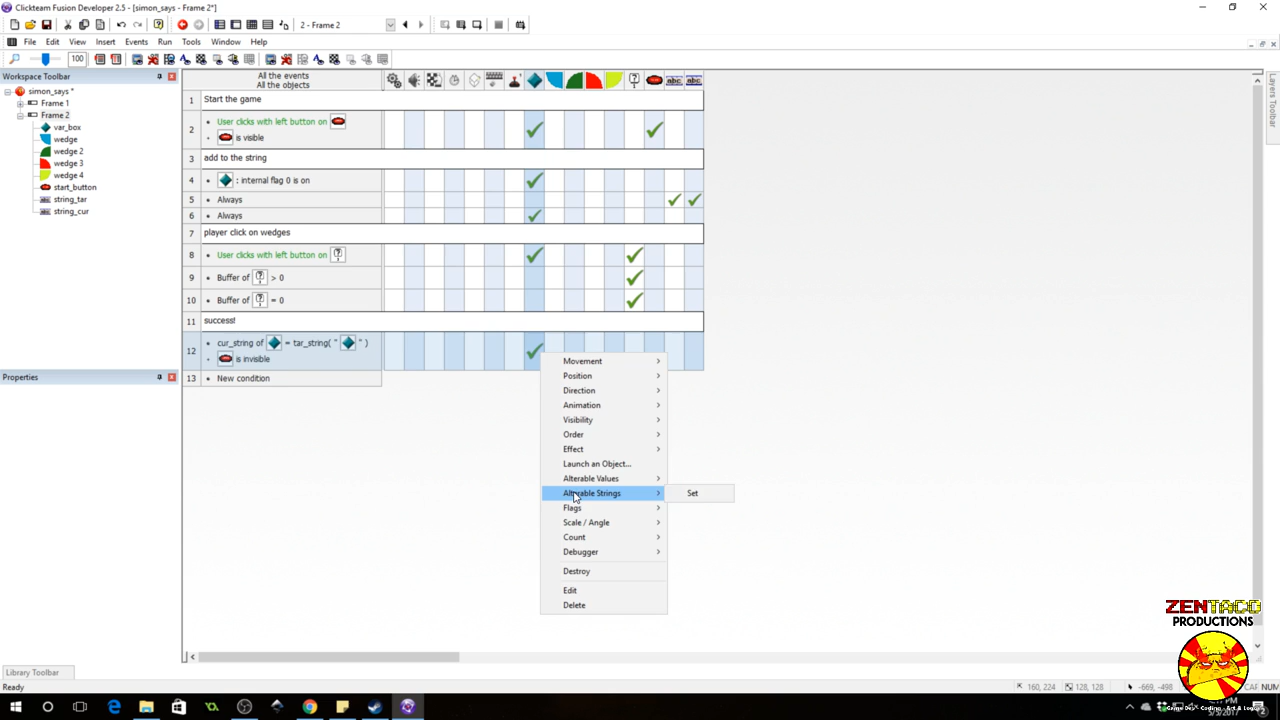 Clickteam Fusion Developer 2.5 - [simon_says - Frame 2*]
2 - Frame 2
File Edit View Insert Events Run Tools Window Help
100
Workspace Toolbar
simon_says *
Frame 1
Frame 2
var_box
wedge
wedge 2
wedge 3
wedge 4
start_button
string_tar
string_cur
Properties
Library Toolbar
Ready
All the events
All the objects
1 Start the game
2 • User clicks with left button on
• is visible
3 add to the string
4 • : internal flag 0 is on
5 • Always
6 • Always
7 player click on wedges
8 • User clicks with left button on
9 • Buffer of > 0
10 • Buffer of = 0
11 success!
12 • cur_string of = tar_string( " " )
• is invisible
13 • New condition
Movement
Position
Direction
Animation
Visibility
Order
Effect
Launch an Object...
Alterable Values
Alterable Strings
Set
Flags
Scale / Angle
Count
Debugger
Destroy
Edit
Delete
Layers Toolbar
160, 224
128, 128
-669, -498
NUM
ZENTACO
PRODUCTIONS
5/3/2017